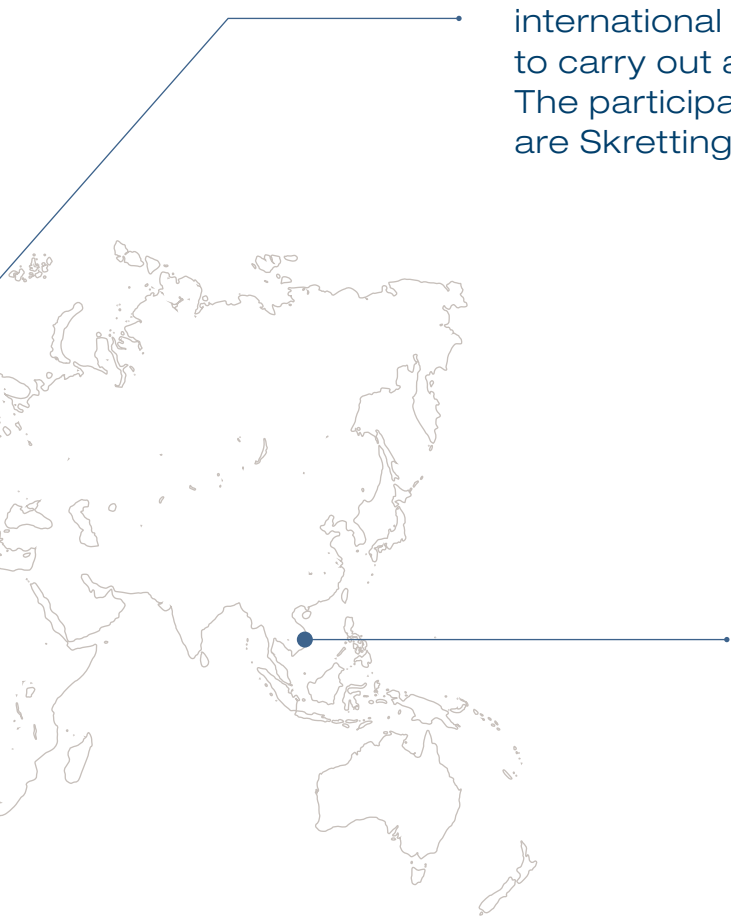 international
to carry out a
The participa
are Skretting